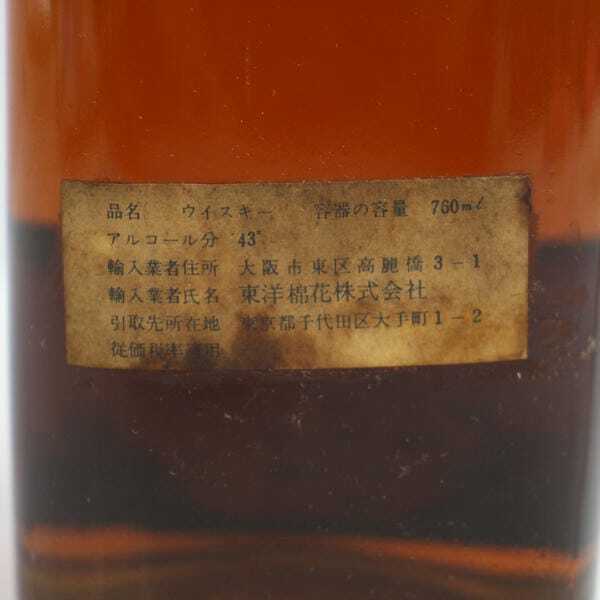 品名 ウイスキー 容器の容量 760ml
アルコール分 43°
輸入業者住所 大阪市東区高麗橋3-1
輸入業者氏名 東洋棉花株式会社
引取先所在地 東京都千代田区大手町1-2
従価税率適用